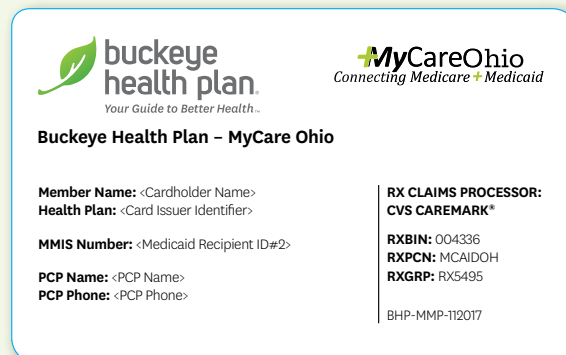 buckeye
health plan.
Your Guide to Better Health™
MyCareOhio
Connecting Medicare + Medicaid
Buckeye Health Plan – MyCare Ohio
Member Name: <Cardholder Name>
Health Plan: <Card Issuer Identifier>
MMIS Number: <Medicaid Recipient ID#2>
PCP Name: <PCP Name>
PCP Phone: <PCP Phone>
RX CLAIMS PROCESSOR:
CVS CAREMARK®
RXBIN: 004336
RXPCN: MCAIDOH
RXGRP: RX5495
BHP-MMP-112017